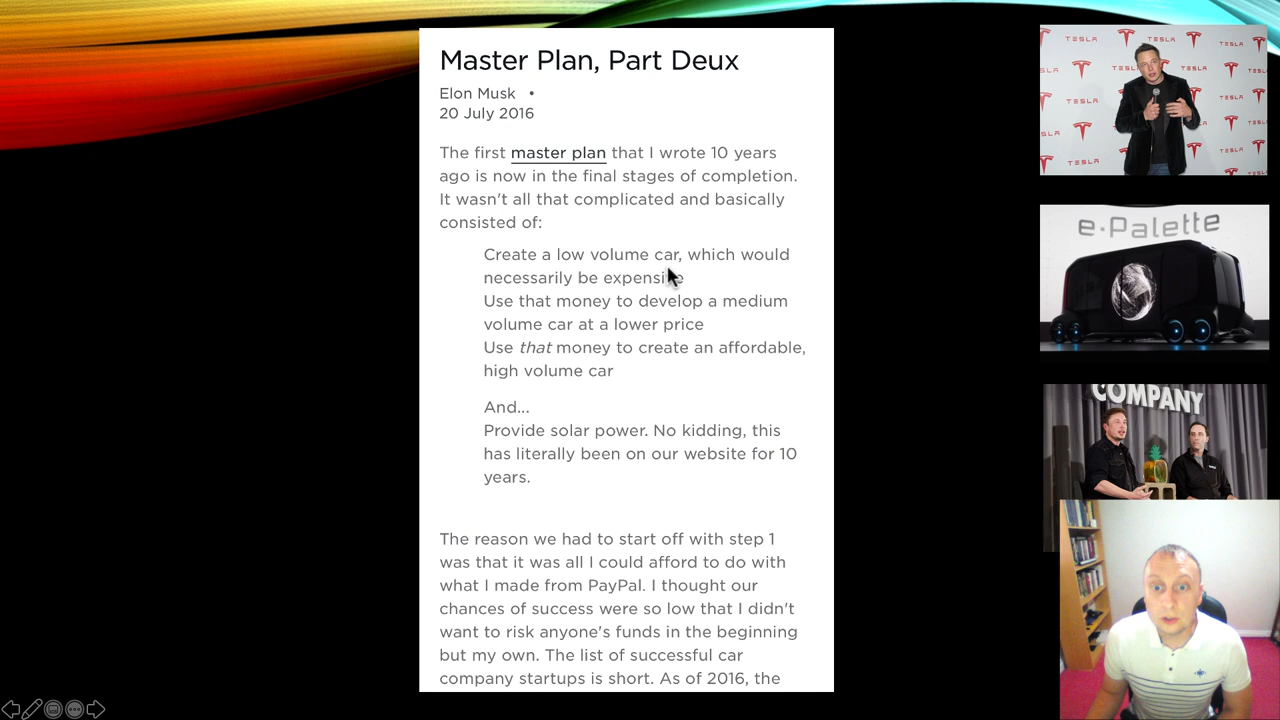 Master Plan, Part Deux
Elon Musk •
20 July 2016
The first master plan that I wrote 10 years
ago is now in the final stages of completion.
It wasn't all that complicated and basically
consisted of:
Create a low volume car, which would
necessarily be expensive
Use that money to develop a medium
volume car at a lower price
Use that money to create an affordable,
high volume car
And...
Provide solar power. No kidding, this
has literally been on our website for 10
years.
The reason we had to start off with step 1
was that it was all I could afford to do with
what I made from PayPal. I thought our
chances of success were so low that I didn't
want to risk anyone's funds in the beginning
but my own. The list of successful car
company startups is short. As of 2016, the
TESLA
TESLA
TESLA
TESLA
TESLA
TESLA
e-Palette
COMPANY